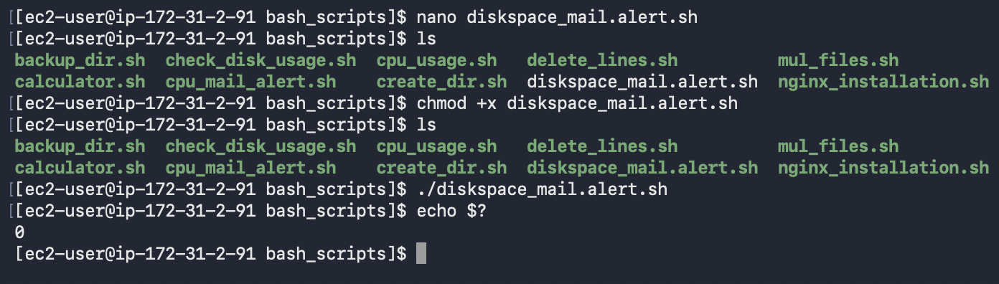 [[ec2-user@ip-172-31-2-91 bash_scripts]$ nano diskspace_mail.alert.sh
[[ec2-user@ip-172-31-2-91 bash_scripts]$ ls
backup_dir.sh  check_disk_usage.sh  cpu_usage.sh  delete_lines.sh          mul_files.sh
calculator.sh  cpu_mail_alert.sh    create_dir.sh  diskspace_mail.alert.sh  nginx_installation.sh
[[ec2-user@ip-172-31-2-91 bash_scripts]$ chmod +x diskspace_mail.alert.sh
[[ec2-user@ip-172-31-2-91 bash_scripts]$ ls
backup_dir.sh  check_disk_usage.sh  cpu_usage.sh  delete_lines.sh          mul_files.sh
calculator.sh  cpu_mail_alert.sh    create_dir.sh  diskspace_mail.alert.sh  nginx_installation.sh
[[ec2-user@ip-172-31-2-91 bash_scripts]$ ./diskspace_mail.alert.sh
[[ec2-user@ip-172-31-2-91 bash_scripts]$ echo $?
0
[ec2-user@ip-172-31-2-91 bash_scripts]$